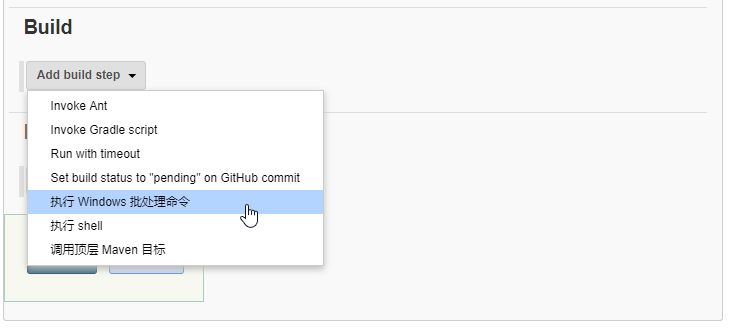 Build
Add build step
Invoke Ant
Invoke Gradle script
Run with timeout
Set build status to "pending" on GitHub commit
执行 Windows 批处理命令
执行 shell
调用顶层 Maven 目标